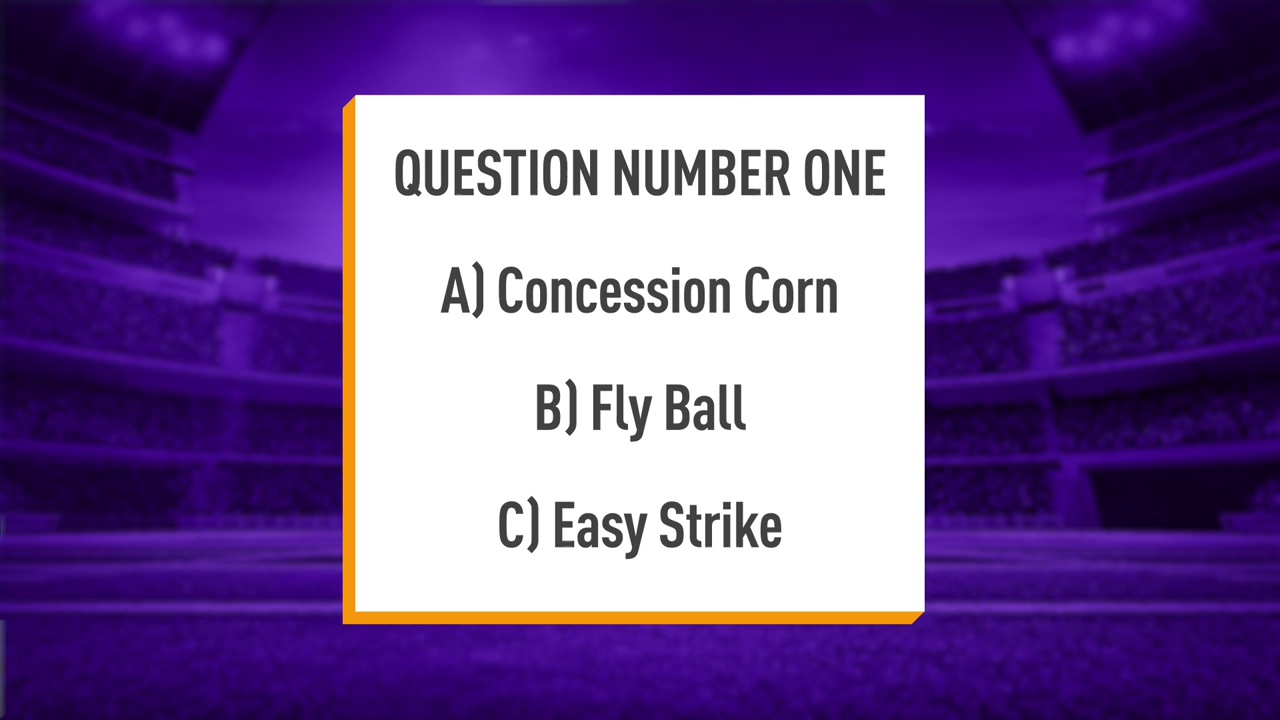 QUESTION NUMBER ONE
A) Concession Corn
B) Fly Ball
C) Easy Strike